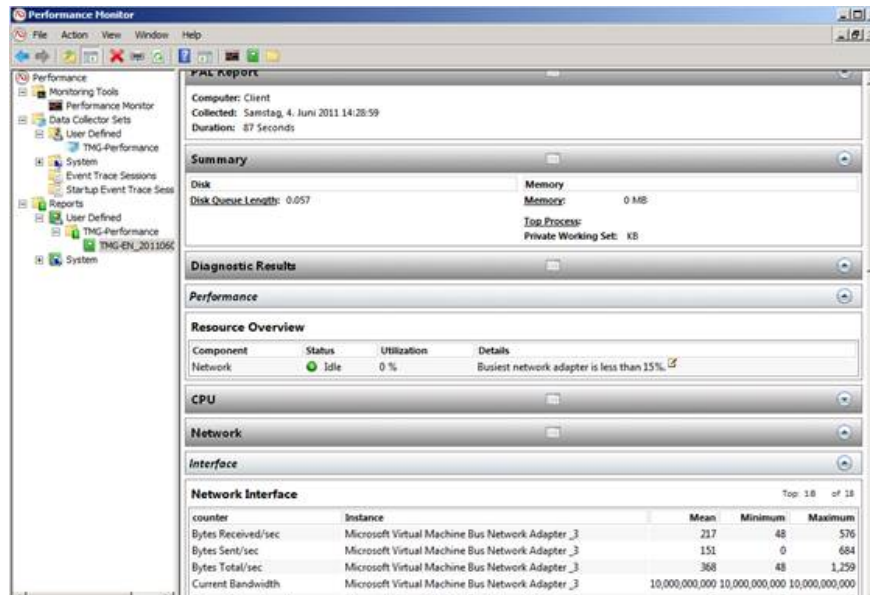 Performance Monitor
File Action View Window Help
Performance
Monitoring Tools
Performance Monitor
Data Collector Sets
User Defined
TMG-Performance
System
Event Trace Sessions
Startup Event Trace Sess
Reports
User Defined
TMG-Performance
TMG-EN_201106
System
PAL Report
Computer: Client
Collected: Samstag, 4. Juni 2011 14:28:59
Duration: 87 Seconds
Summary
Disk Memory
Disk Queue Length: 0.057 Memory: 0 MB
Top Process:
Private Working Set: KB
Diagnostic Results
Performance
Resource Overview
Component Status Utilization Details
Network Idle 0 % Busiest network adapter is less than 15%.
CPU
Network
Interface
Network Interface Top: 18 of 18
counter Instance Mean Minimum Maximum
Bytes Received/sec Microsoft Virtual Machine Bus Network Adapter _3 217 48 576
Bytes Sent/sec Microsoft Virtual Machine Bus Network Adapter _3 151 0 684
Bytes Total/sec Microsoft Virtual Machine Bus Network Adapter _3 368 48 1,259
Current Bandwidth Microsoft Virtual Machine Bus Network Adapter _3 10,000,000,000 10,000,000,000 10,000,000,000